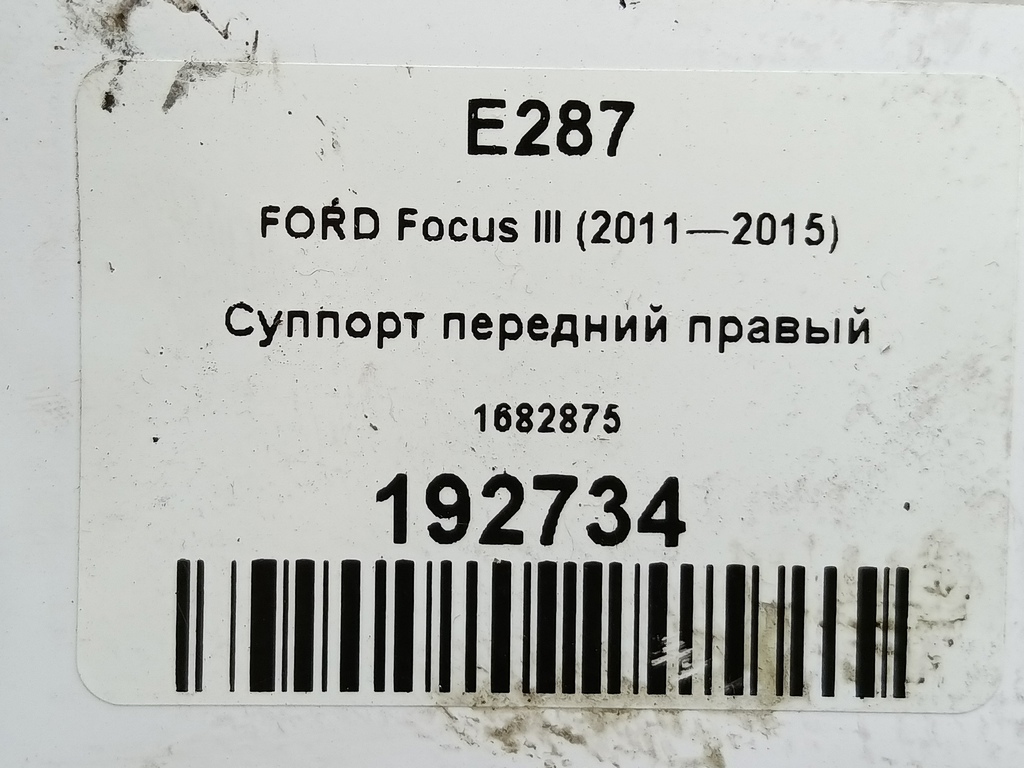 E287
FORD Focus III (2011—2015)
Суппорт передний правый
1682875
192734